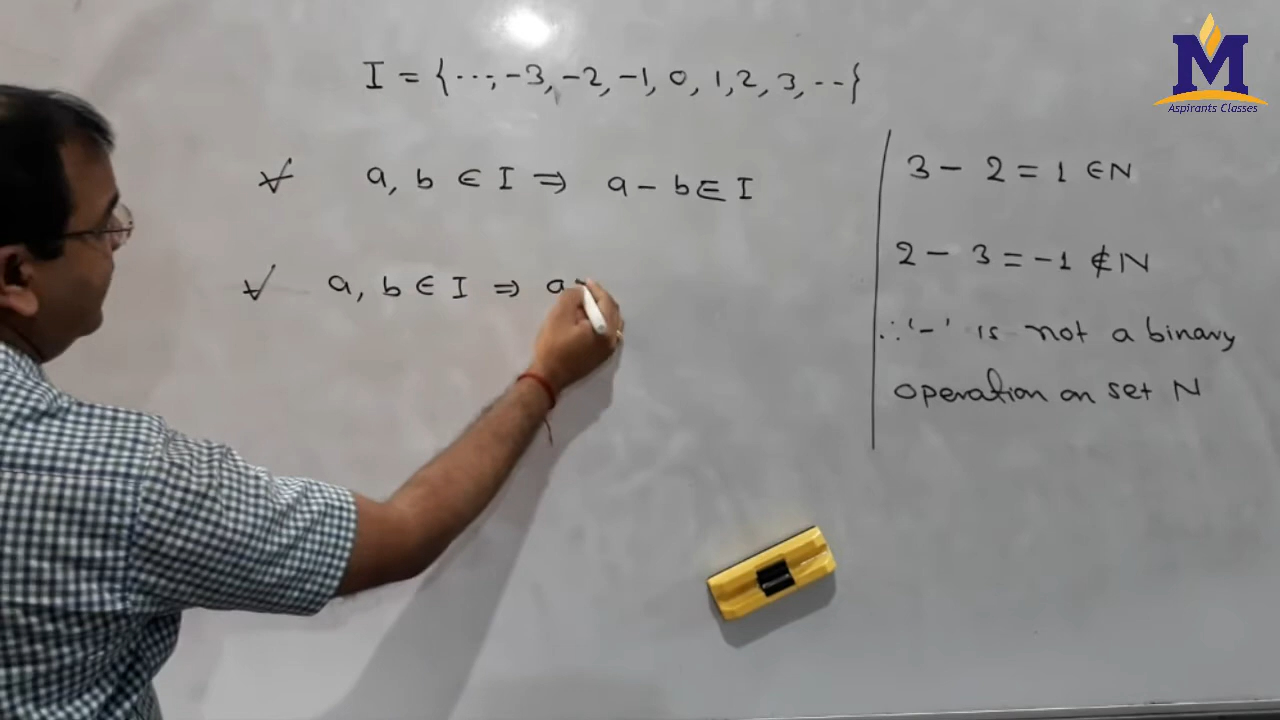 I = {...,-3,-2,-1,0,1,2,3,--}
∀ a, b ∈ I ⇒ a - b ∈ I
∀ a, b ∈ I ⇒ a
3 - 2 = 1 ∈ N
2 - 3 = -1 ∉ N
∴ '-' is not a binary
operation on set N
M
Aspirants Classes